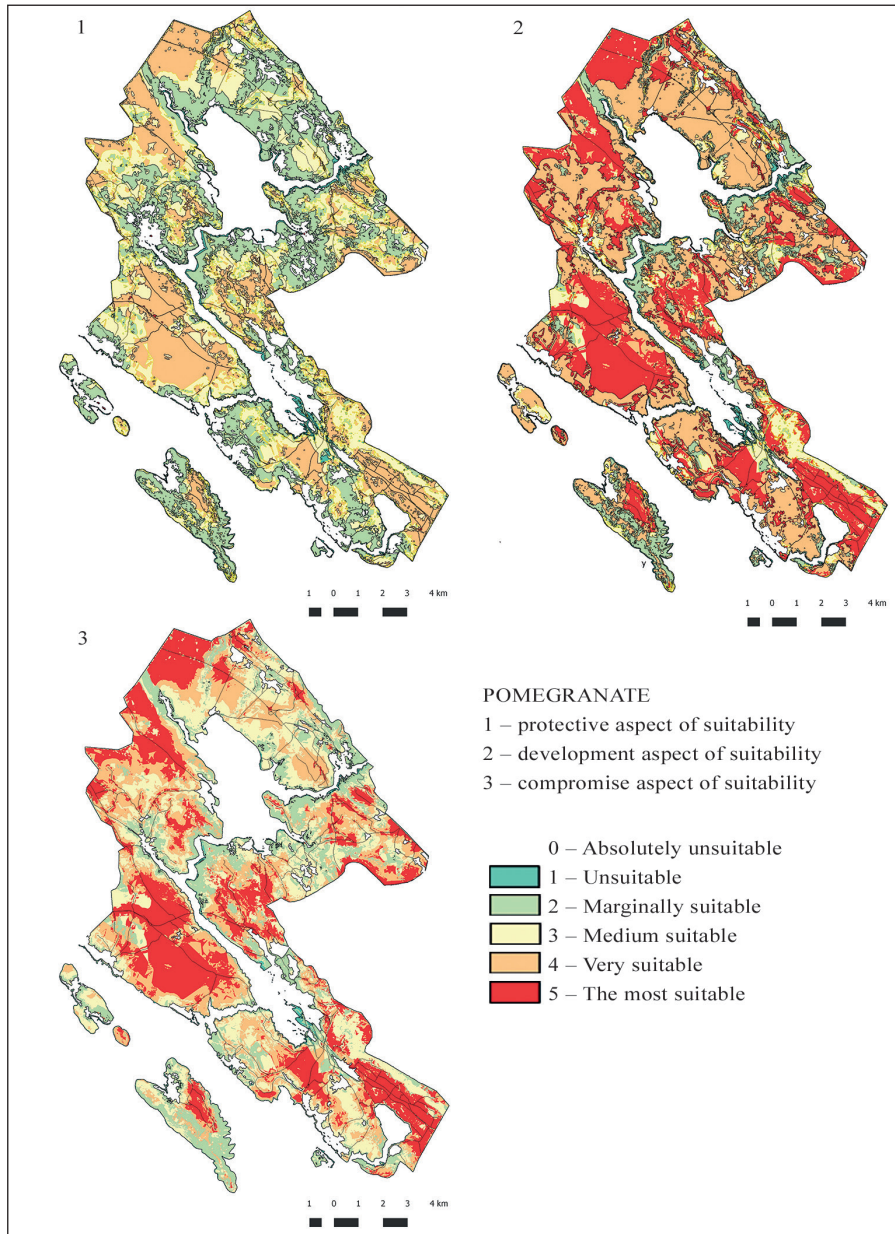 1
2
1 0 1 2 3 4 km
1 0 1 2 3 4 km
y
3
POMEGRANATE
1 – protective aspect of suitability
2 – development aspect of suitability
3 – compromise aspect of suitability
0 – Absolutely unsuitable
1 – Unsuitable
2 – Marginally suitable
3 – Medium suitable
4 – Very suitable
5 – The most suitable
1 0 1 2 3 4 km